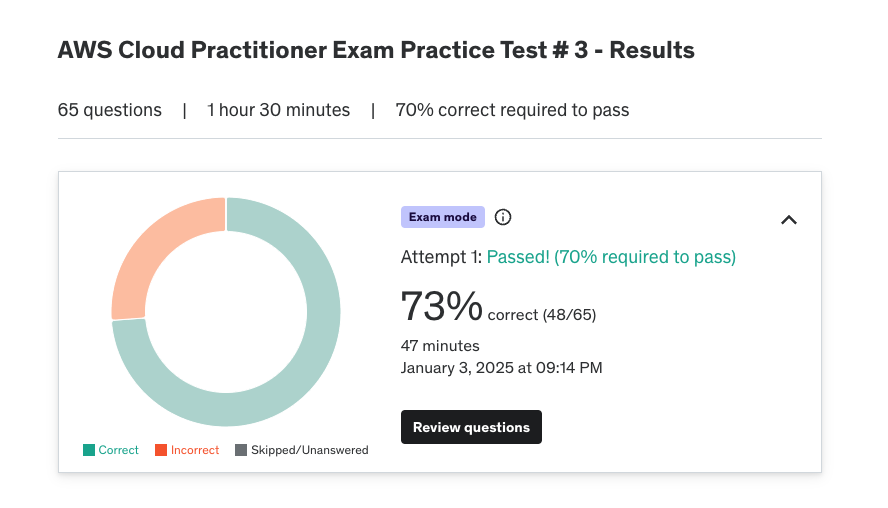 AWS Cloud Practitioner Exam Practice Test # 3 - Results
65 questions | 1 hour 30 minutes | 70% correct required to pass
Exam mode
Attempt 1: Passed! (70% required to pass)
73% correct (48/65)
47 minutes
January 3, 2025 at 09:14 PM
Review questions
Correct Incorrect Skipped/Unanswered